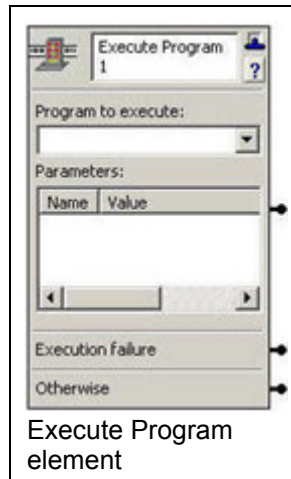 Execute Program
1
?
Program to execute:
Parameters:
Name Value
Execution failure
Otherwise
Execute Program
element